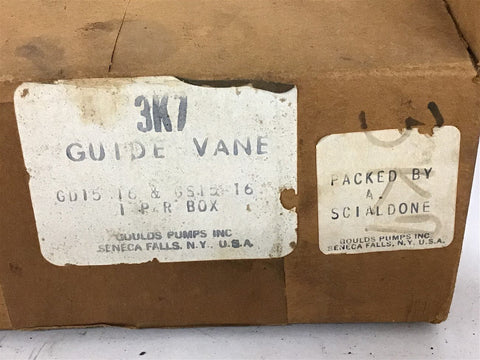 3K7
GUIDE VANE
GD15-16 & GS15-16
1 P R BOX
GOULDS PUMPS INC
SENECA FALLS, N.Y., U.S.A.
PACKED BY
A.
SCIALDONE
GOULDS PUMPS INC
SENECA FALLS, N.Y., U.S.A.